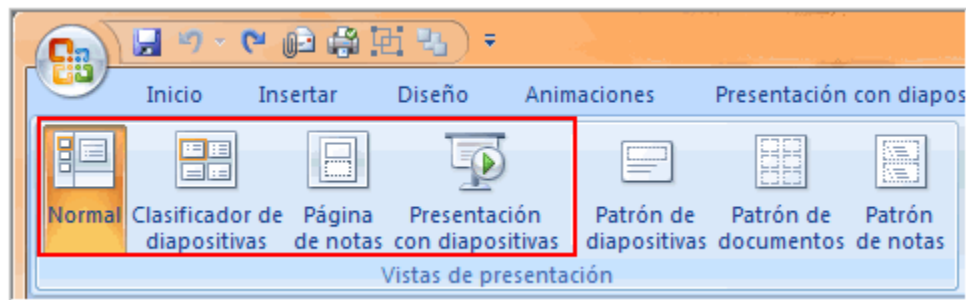 Inicio Insertar Diseño Animaciones Presentación con diapos
Normal Clasificador de Página Presentación Patrón de Patrón de Patrón
diapositivas de notas con diapositivas diapositivas documentos de notas
Vistas de presentación